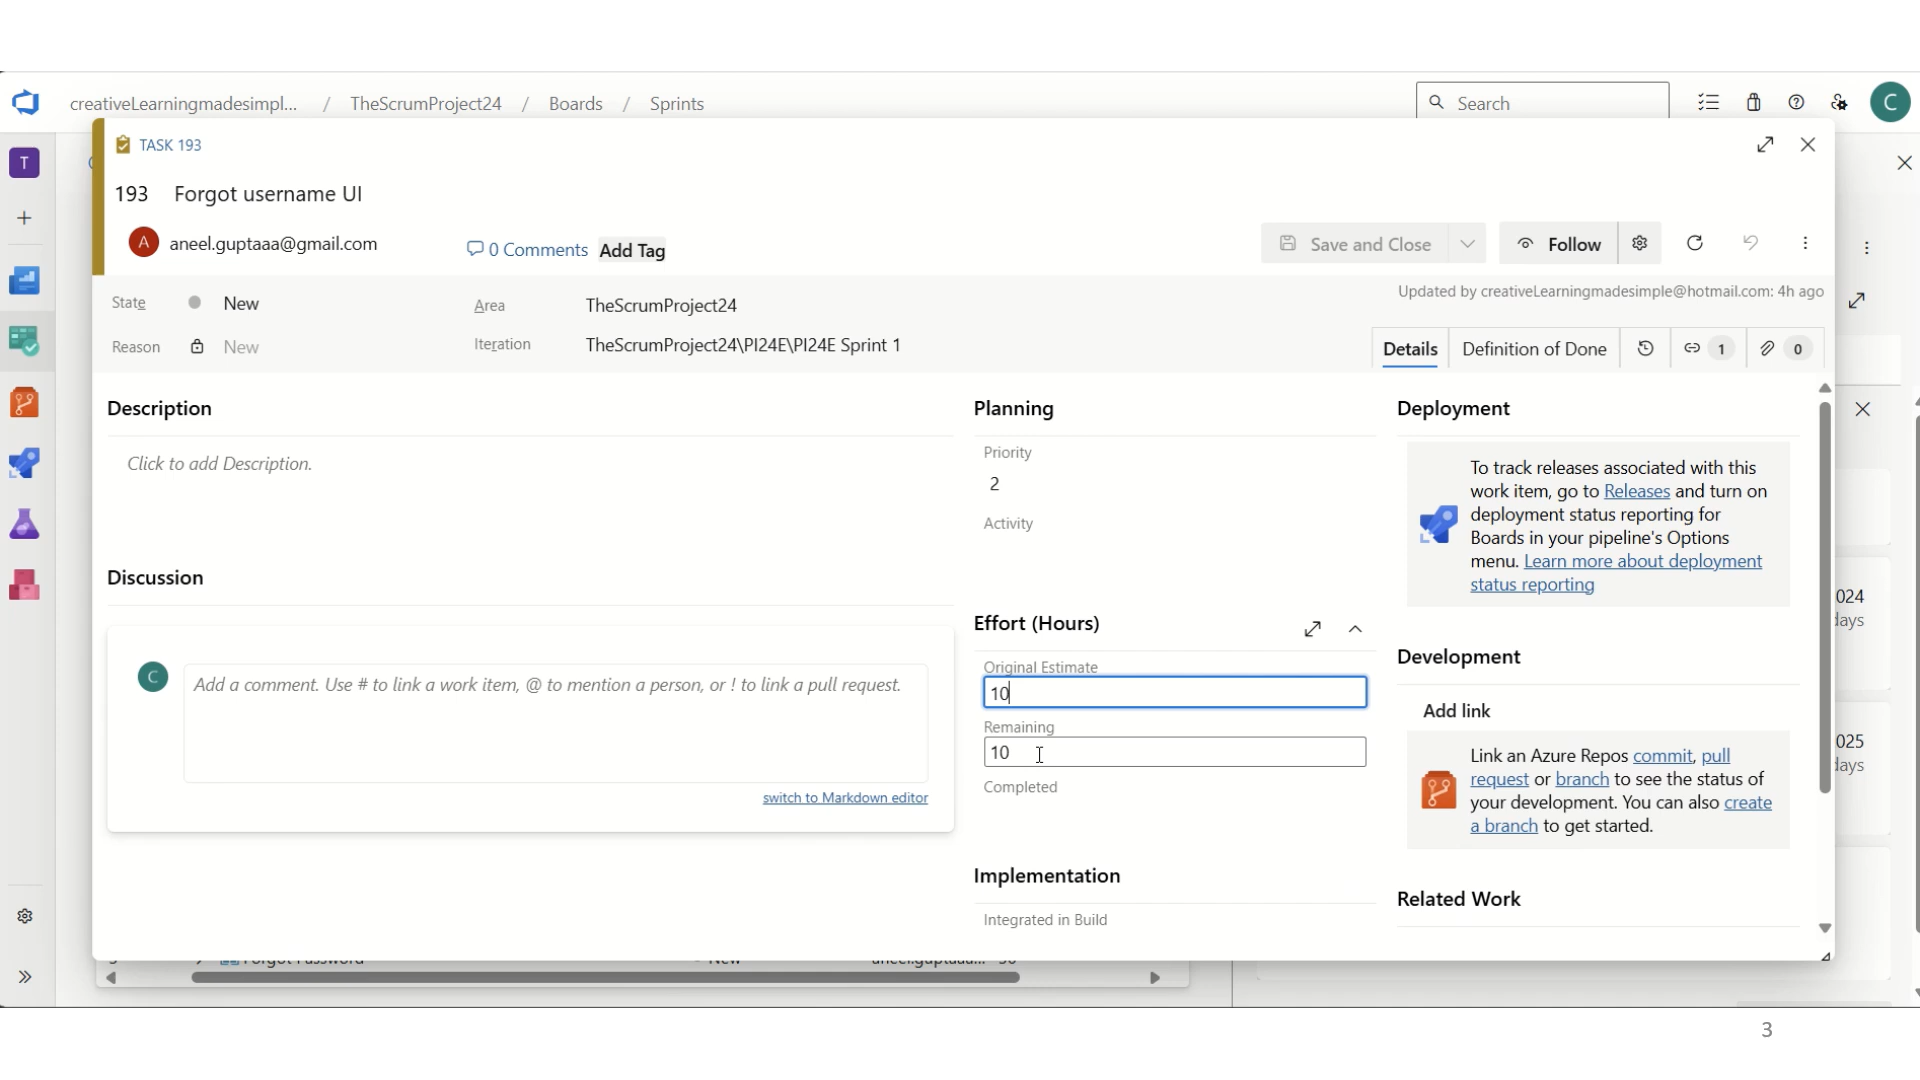 creativeLearningmadesimpl... / TheScrumProject24 / Boards / Sprints
Search
C
T
TASK 193
193 Forgot username UI
A aneel.guptaaa@gmail.com
0 Comments Add Tag
Save and Close
Follow
State New
Area TheScrumProject24
Updated by creativeLearningmadesimple@hotmail.com: 4h ago
Reason New
Iteration TheScrumProject24\PI24E\PI24E Sprint 1
Details Definition of Done 1 0
Description
Click to add Description.
Discussion
C
Add a comment. Use # to link a work item, @ to mention a person, or ! to link a pull request.
switch to Markdown editor
Planning
Priority
2
Activity
Effort (Hours)
Original Estimate
10
Remaining
10
Completed
Implementation
Integrated in Build
Deployment
To track releases associated with this
work item, go to Releases and turn on
deployment status reporting for
Boards in your pipeline's Options
menu. Learn more about deployment
status reporting
Development
Add link
Link an Azure Repos commit, pull
request or branch to see the status of
your development. You can also create
a branch to get started.
Related Work
024
days
025
days
3